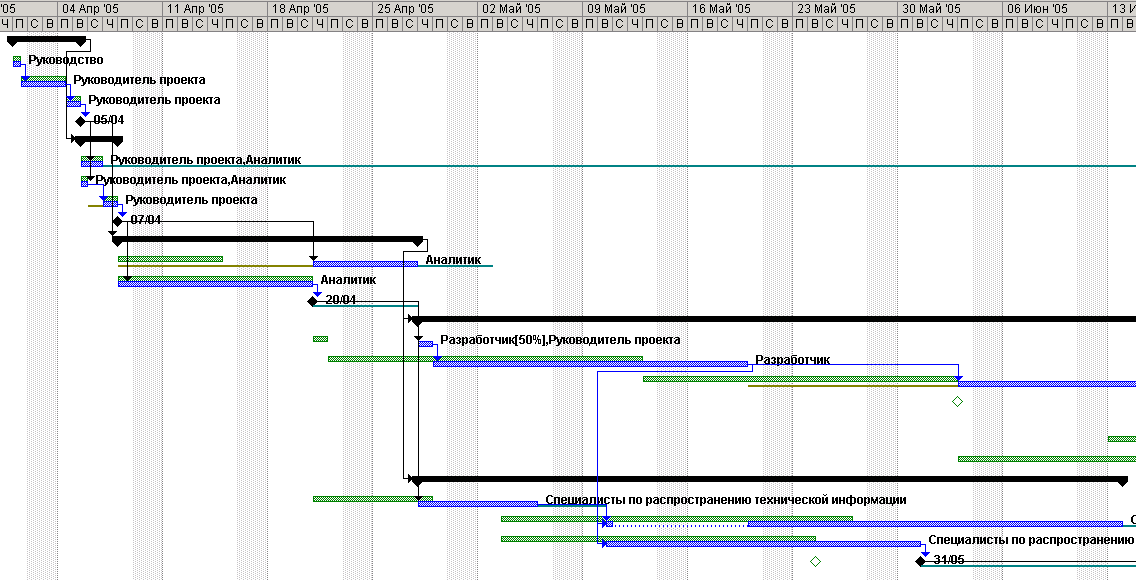 '05 04 Апр '05 11 Апр '05 18 Апр '05 25 Апр '05 02 Май '05 09 Май '05 16 Май '05 23 Май '05 30 Май '05 06 Июн '05 13 И
Ч П С В П В С Ч П С В П В С Ч П С В П В С Ч П С В П В С Ч П С В П В С Ч П С В П В С Ч П С В П В С Ч П С В П В С Ч П С В П В С Ч П С В П В С Ч П С В П В
Руководство
Руководитель проекта
Руководитель проекта
05/04
Руководитель проекта,Аналитик
Руководитель проекта,Аналитик
Руководитель проекта
07/04
Аналитик
Аналитик
20/04
Разработчик[50%],Руководитель проекта
Разработчик
Специалисты по распространению технической информации
С
Специалисты по распространению
31/05